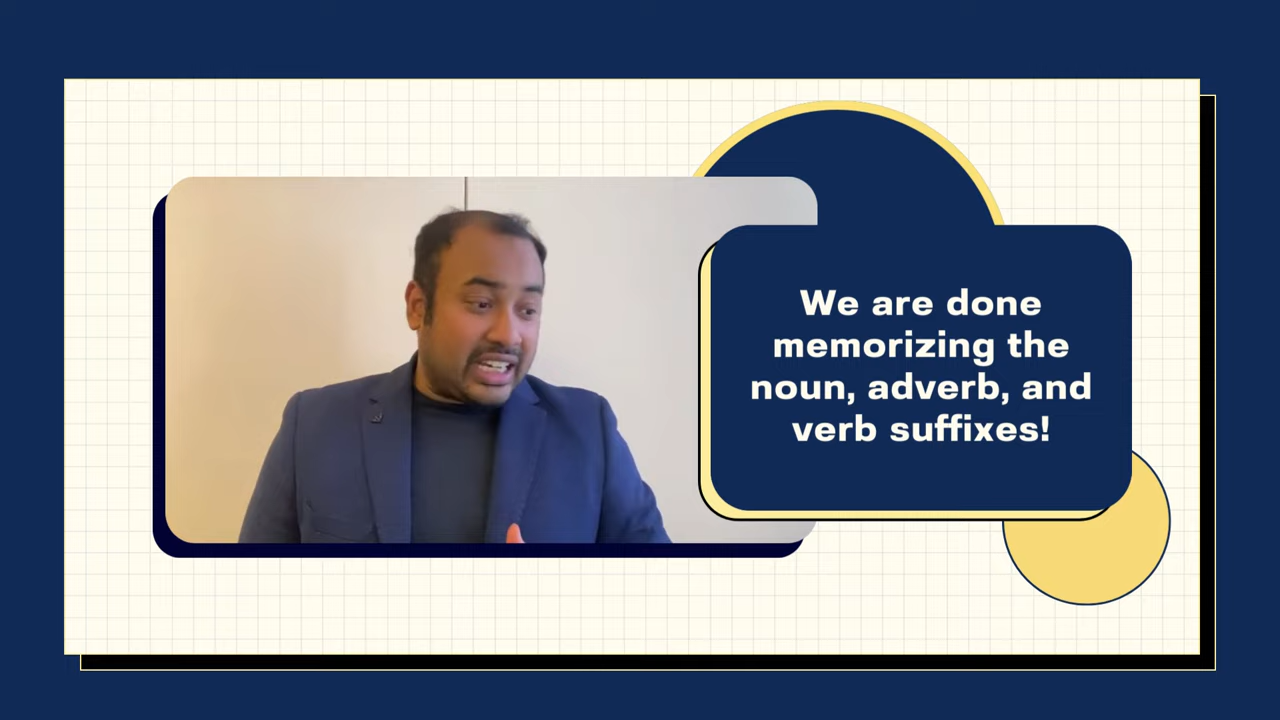 We are done
memorizing the
noun, adverb, and
verb suffixes!